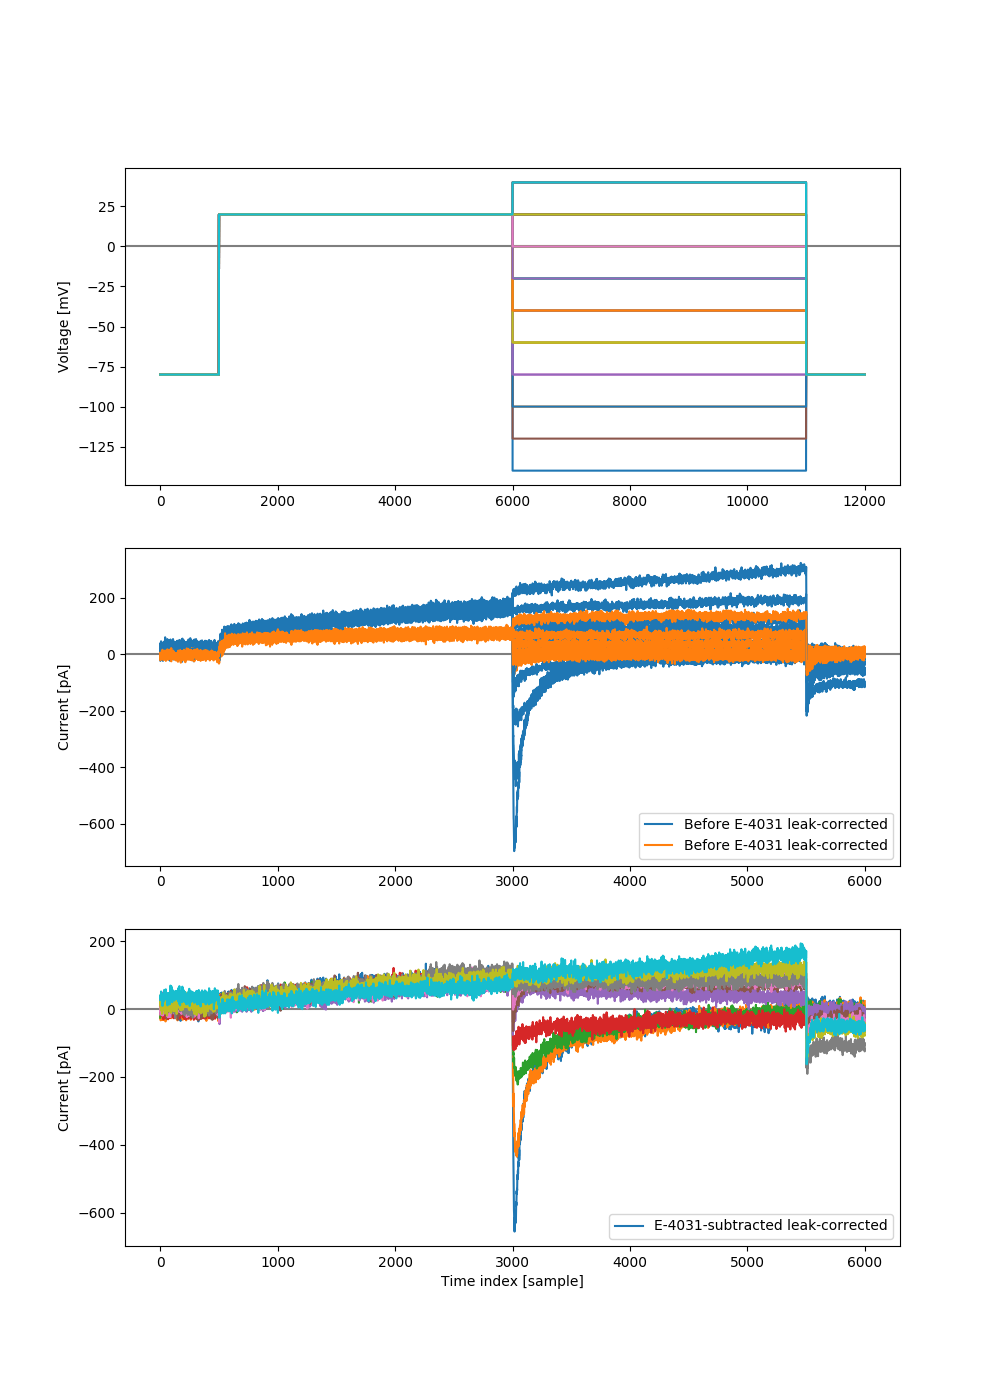 25
0
−25
−50
−75
−100
−125
Voltage [mV]
0 2000 4000 6000 8000 10000 12000
200
0
−200
−400
−600
Current [pA]
Before E-4031 leak-corrected
Before E-4031 leak-corrected
0 1000 2000 3000 4000 5000 6000
200
0
−200
−400
−600
Current [pA]
E-4031-subtracted leak-corrected
0 1000 2000 3000 4000 5000 6000
Time index [sample]